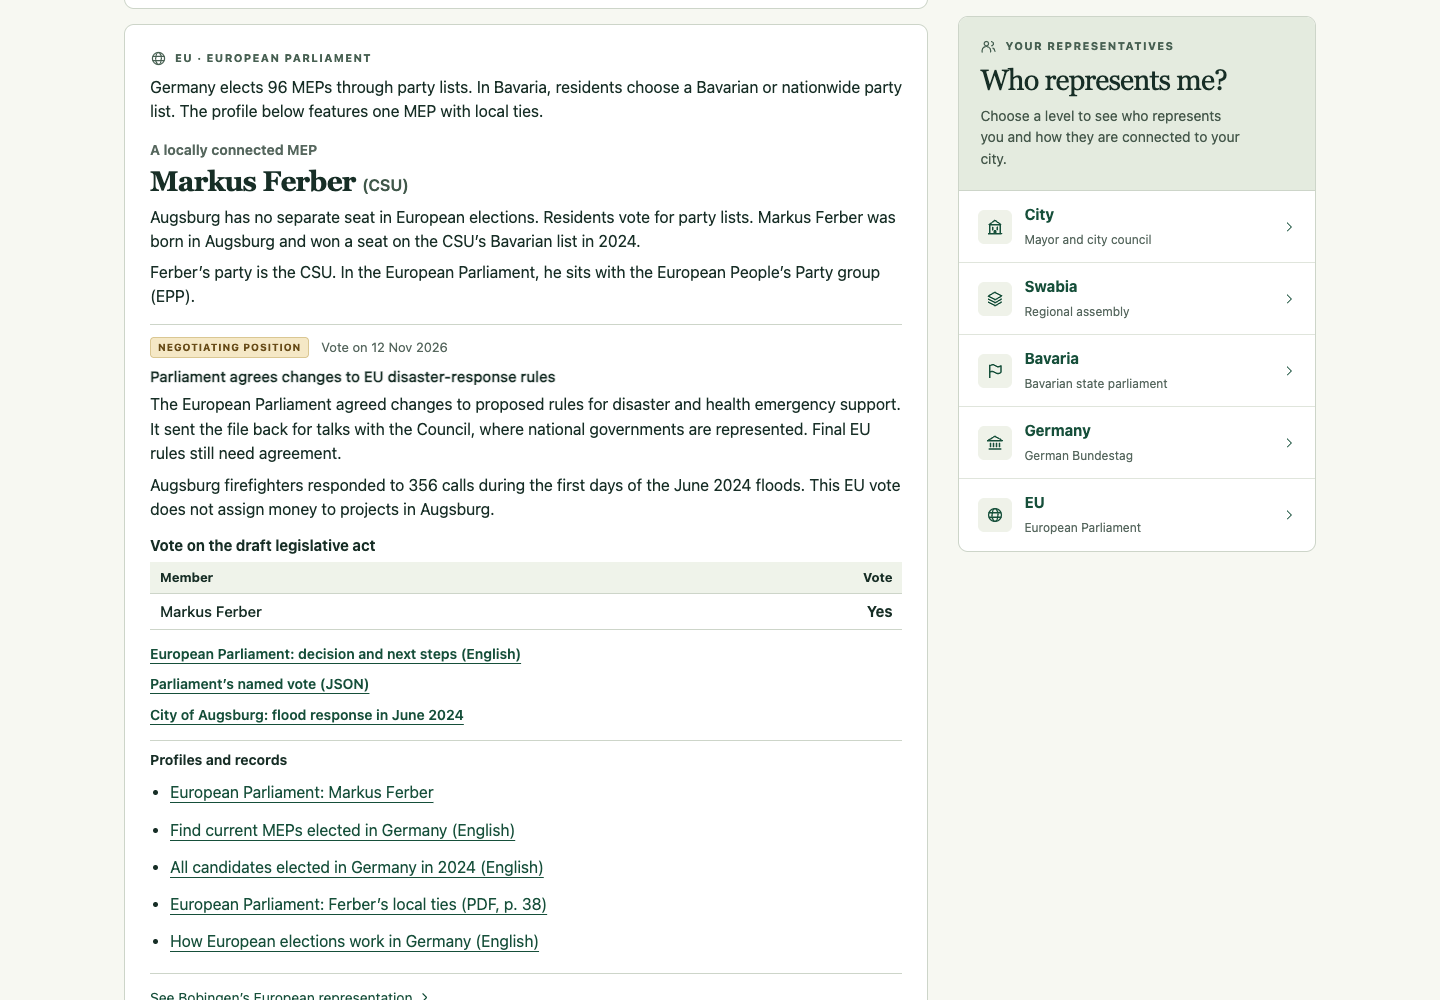 EU · EUROPEAN PARLIAMENT
Germany elects 96 MEPs through party lists. In Bavaria, residents choose a Bavarian or nationwide party
list. The profile below features one MEP with local ties.
A locally connected MEP
Markus Ferber (CSU)
Augsburg has no separate seat in European elections. Residents vote for party lists. Markus Ferber was
born in Augsburg and won a seat on the CSU’s Bavarian list in 2024.
Ferber’s party is the CSU. In the European Parliament, he sits with the European People’s Party group
(EPP).
NEGOTIATING POSITION Vote on 12 Nov 2026
Parliament agrees changes to EU disaster-response rules
The European Parliament agreed changes to proposed rules for disaster and health emergency support.
It sent the file back for talks with the Council, where national governments are represented. Final EU
rules still need agreement.
Augsburg firefighters responded to 356 calls during the first days of the June 2024 floods. This EU vote
does not assign money to projects in Augsburg.
Vote on the draft legislative act
Member Vote
Markus Ferber Yes
European Parliament: decision and next steps (English)
Parliament’s named vote (JSON)
City of Augsburg: flood response in June 2024
Profiles and records
• European Parliament: Markus Ferber
• Find current MEPs elected in Germany (English)
• All candidates elected in Germany in 2024 (English)
• European Parliament: Ferber’s local ties (PDF, p. 38)
• How European elections work in Germany (English)
See Bobingen’s European representation
YOUR REPRESENTATIVES
Who represents me?
Choose a level to see who represents
you and how they are connected to your
city.
City
Mayor and city council
Swabia
Regional assembly
Bavaria
Bavarian state parliament
Germany
German Bundestag
EU
European Parliament